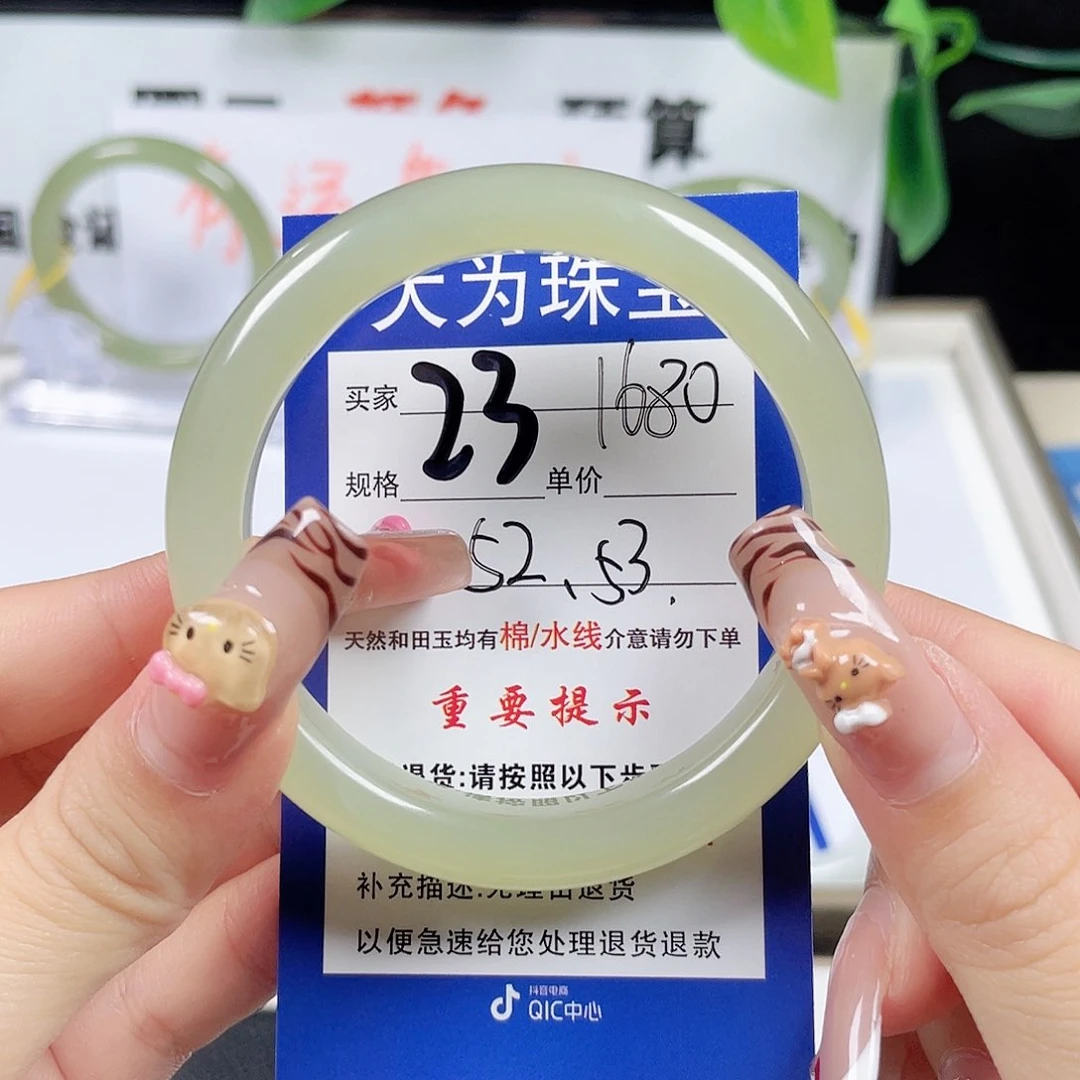 算
天为珠宝
买家 23 1680
规格 单价
52、53.
天然和田玉均有棉/水线介意请勿下单
重要提示
退货:请按照以下步
补充描述:无理由退货
以便急速给您处理退货退款
抖音电商
QIC中心